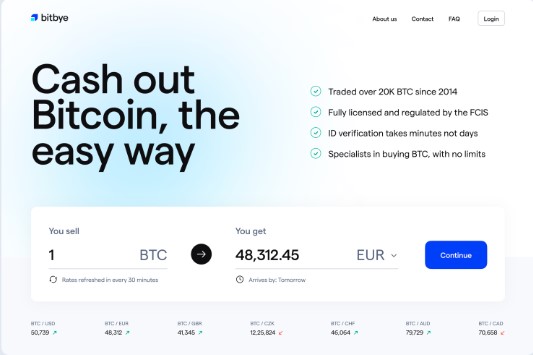 bitbye
About us
Contact
FAQ
Login
Cash out
Bitcoin, the
easy way
Traded over 20K BTC since 2014
Fully licensed and regulated by the FCIS
ID verification takes minutes not days
Specialists in buying BTC, with no limits
You sell
1 BTC
Rates refreshed in every 30 minutes
You get
48,312.45 EUR
Arrives by: Tomorrow
Continue
BTC / USD
50,739
BTC / EUR
48,312
BTC / GBR
41,345
BTC / CZK
12,25,824
BTC / CHF
46,064
BTC / AUD
79,729
BTC / CAD
70,658